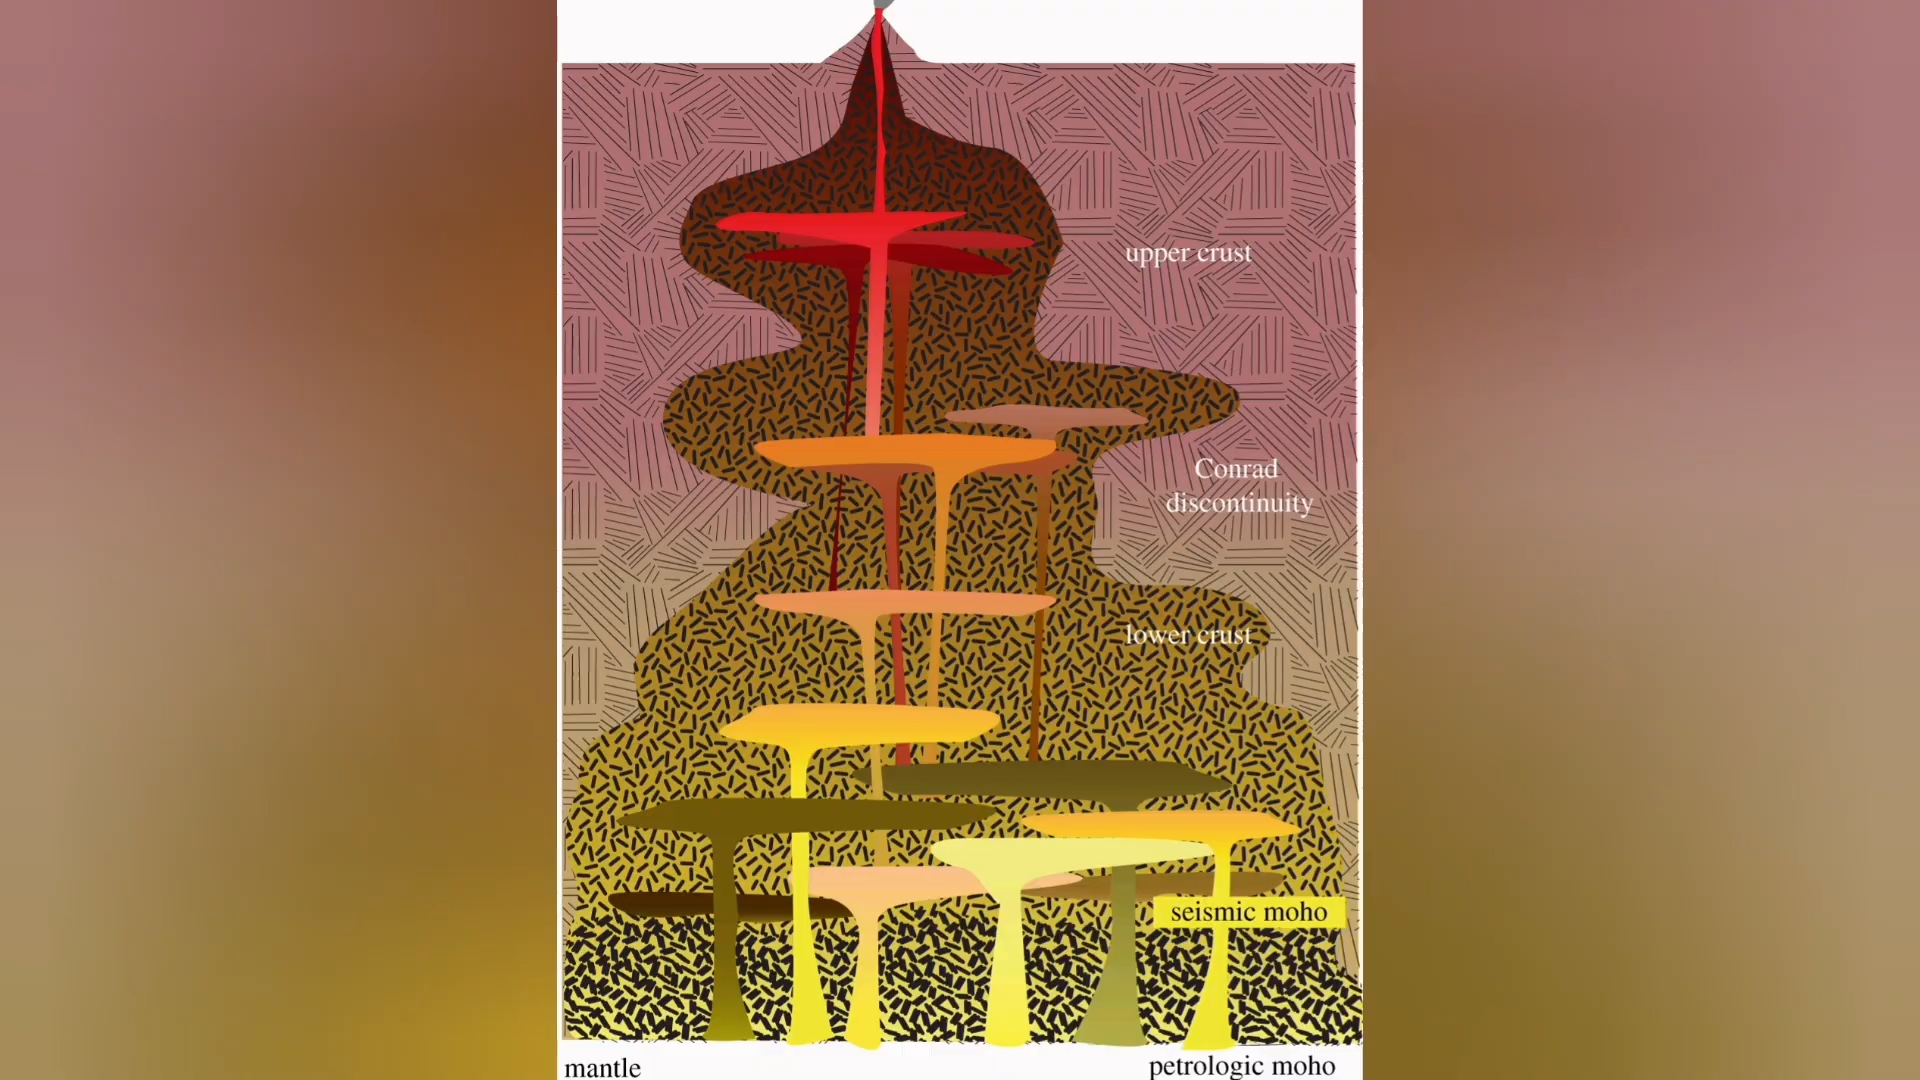 upper crust
Conrad
discontinuity
lower crust
seismic moho
mantle
petrologic moho